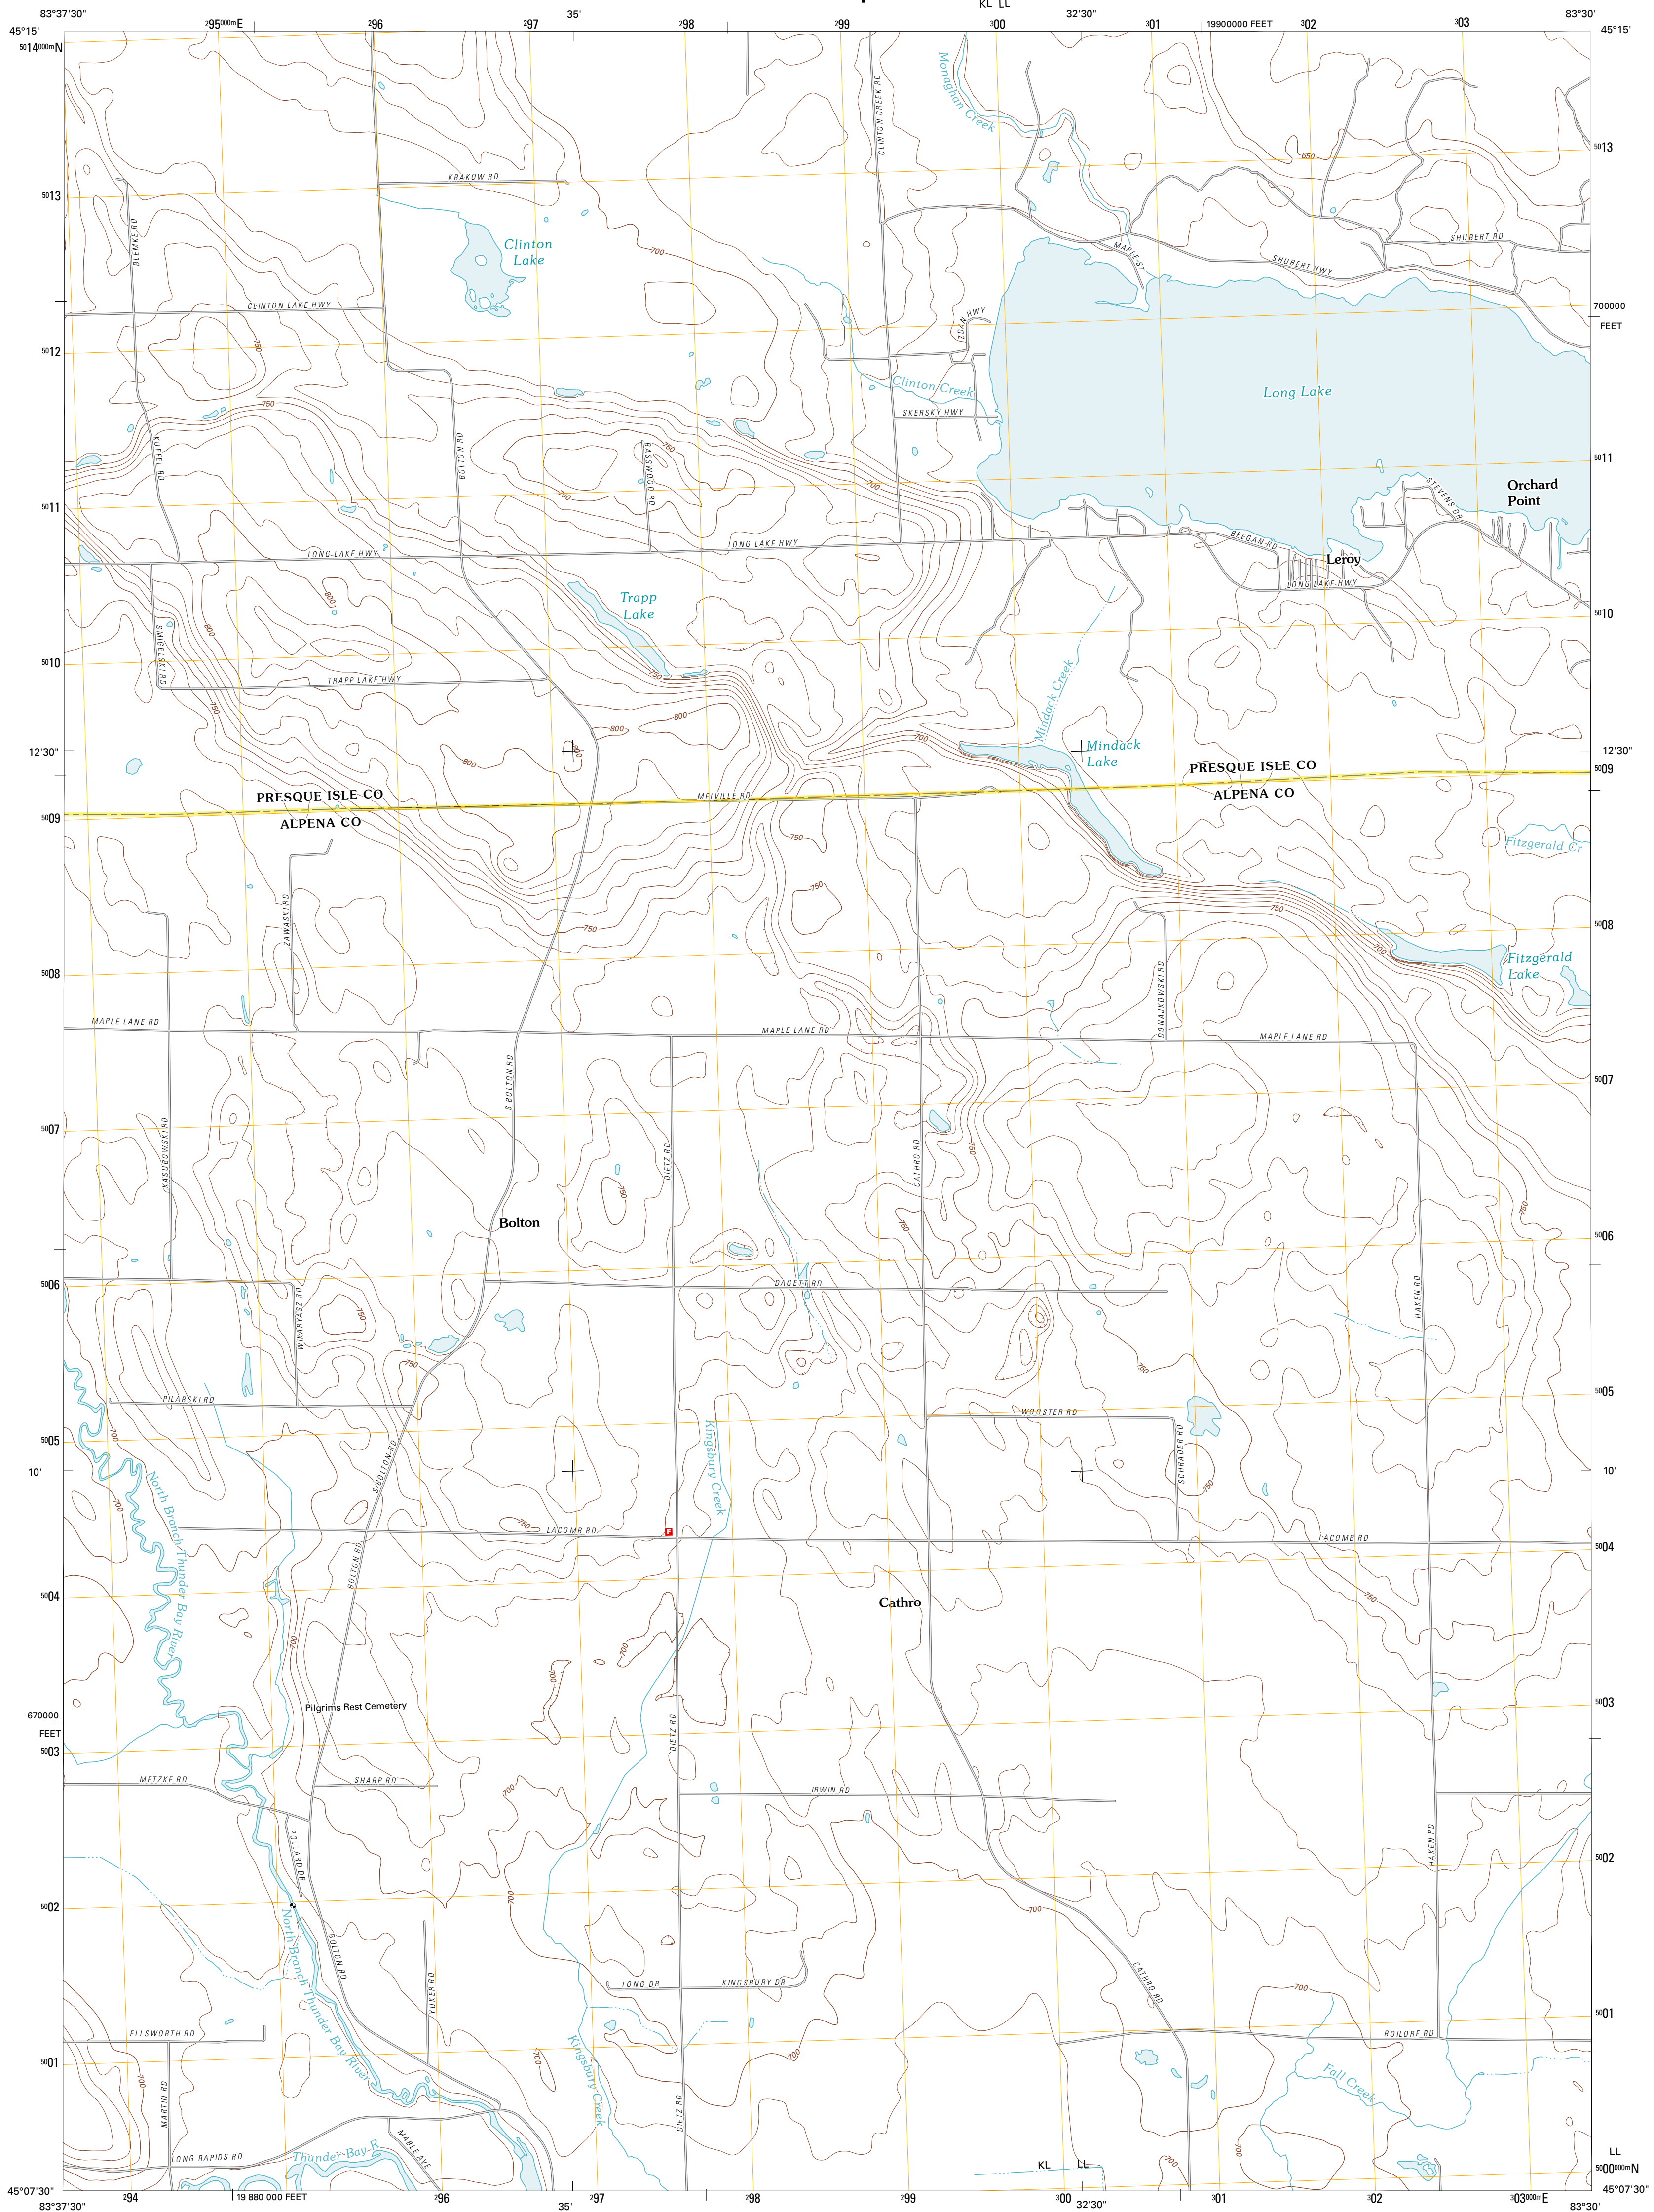 KL LL
83°37'30"
295000mE
296
297
35'
298
299
300
32'30"
301
19900000 FEET
302
303
83°30'
45°15'
45°15'
5014000mN
Monaghan Creek
CLINTON CREEK RD
650
5013
KRAKOW RD
5013
BLEMKE RD
Clinton
Lake
700
MAPLE ST
SHUBERT RD
SHUBERT HWY
CLINTON LAKE HWY
700000
FEET
ZDAN HWY
750
5012
Clinton Creek
Long Lake
SKERSKY HWY
750
KUFFEL RD
BOLTON RD
BASSWOOD RD
750
750
700
5011
5011
Orchard
Point
STEVENS DR
LONG LAKE HWY
LONG LAKE HWY
BEEGAN RD
Leroy
LONG LAKE HWY
800
Trapp
Lake
5010
800
SMIGELSKI RD
5010
TRAPP LAKE HWY
750
750
Mindack Creek
800
800
700
12'30"
800
800
Mindack
Lake
12'30"
5009
PRESQUE ISLE CO
PRESQUE ISLE CO
MELVILLE RD
ALPENA CO
ALPENA CO
5009
750
Fitzgerald Cr
750
ZAWASKI RD
750
750
5008
700
Fitzgerald
Lake
5008
DONAJKOWSKI RD
MAPLE LANE RD
MAPLE LANE RD
MAPLE LANE RD
S BOLTON RD
5007
5007
KASUBOWSKI RD
DIETZ RD
CATHRO RD
750
750
750
Bolton
750
5006
5006
DAGETT RD
WIKARYASZ RD
750
HAKEN RD
750
750
5005
PILARSKI RD
WOOSTER RD
700
5005
Kingsbury Creek
SCHRADER RD
S BOLTON RD
10'
10'
750
700
North Branch Thunder Bay River
750
LACOMB RD
F
LACOMB RD
5004
BOLTON RD
5004
750
Cathro
700
700
700
Pilgrims Rest Cemetery
5003
670000
FEET
DIETZ RD
5003
METZKE RD
SHARP RD
700
IRWIN RD
POLLARD DR
HAKEN RD
5002
700
5002
700
North Branch Thunder Bay River
BOLTON RD
YUKER RD
LONG DR
KINGSBURY DR
CATHRO RD
700
5001
ELLSWORTH RD
Kingsbury Creek
BOILORE RD
5001
700
700
700
MARTIN RD
Fall Creek
DIETZ RD
MABLE AVE
LONG RAPIDS RD
Thunder Bay R
700
700
KL LL
LL
5000000mN
45°07'30"
45°07'30"
294
19 880 000 FEET
296
297
298
299
300
301
302
303000mE
83°37'30"
35'
32'30"
83°30'